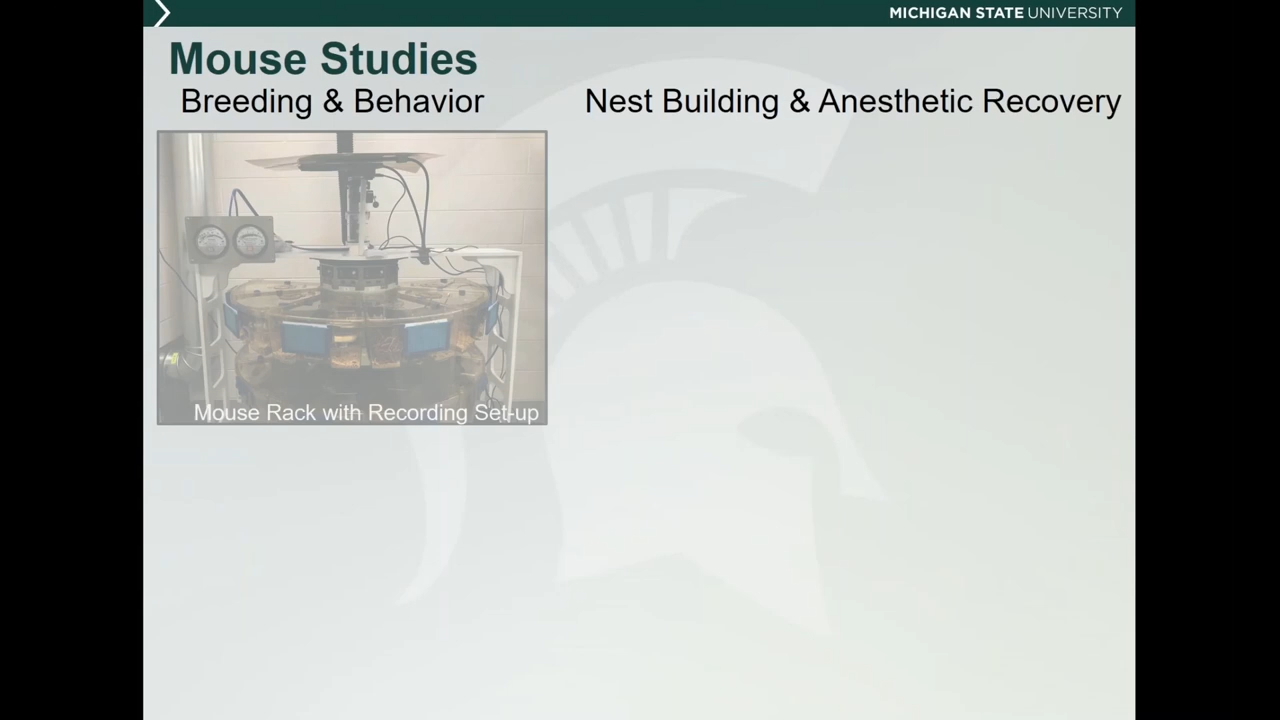 MICHIGAN STATE UNIVERSITY
Mouse Studies
Breeding & Behavior
Nest Building & Anesthetic Recovery
Mouse Rack with Recording Set-up